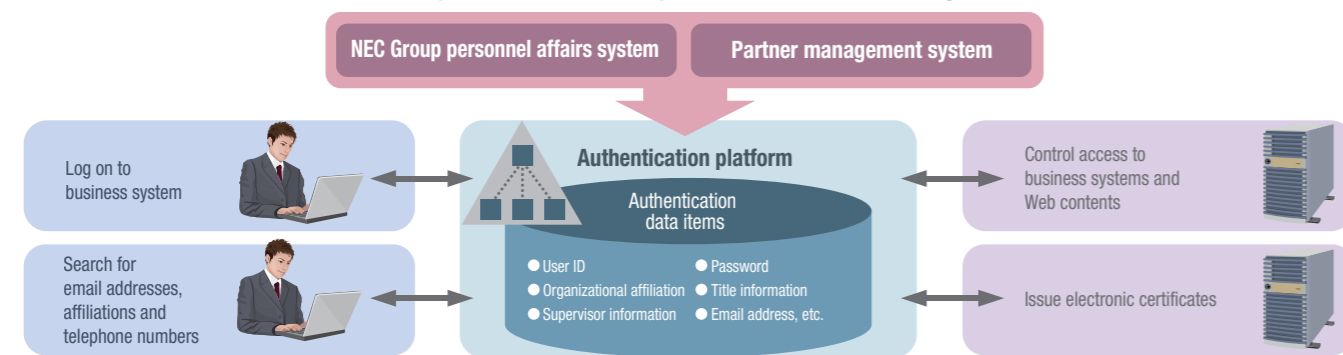 NEC Group personnel affairs system
Partner management system
Log on to
business system
Search for
email addresses,
affiliations and
telephone numbers
Authentication platform
Authentication
data items
● User ID
● Organizational affiliation
● Supervisor information
● Password
● Title information
● Email address, etc.
Control access to
business systems and
Web contents
Issue electronic certificates